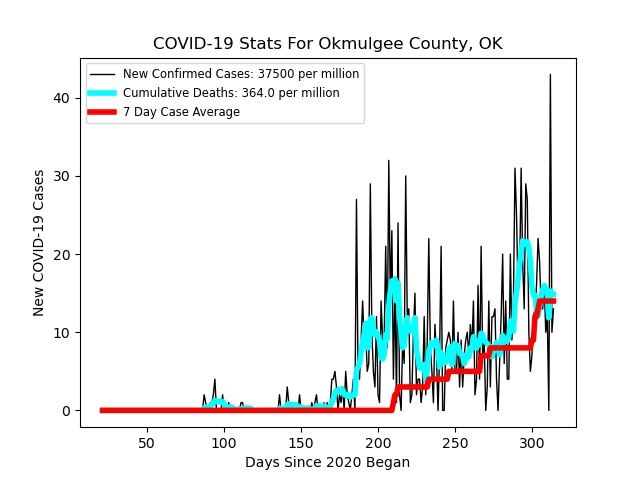 COVID-19 Stats For Okmulgee County, OK
New Confirmed Cases: 37500 per million
Cumulative Deaths: 364.0 per million
7 Day Case Average
New COVID-19 Cases
40
30
20
10
0
50 100 150 200 250 300
Days Since 2020 Began